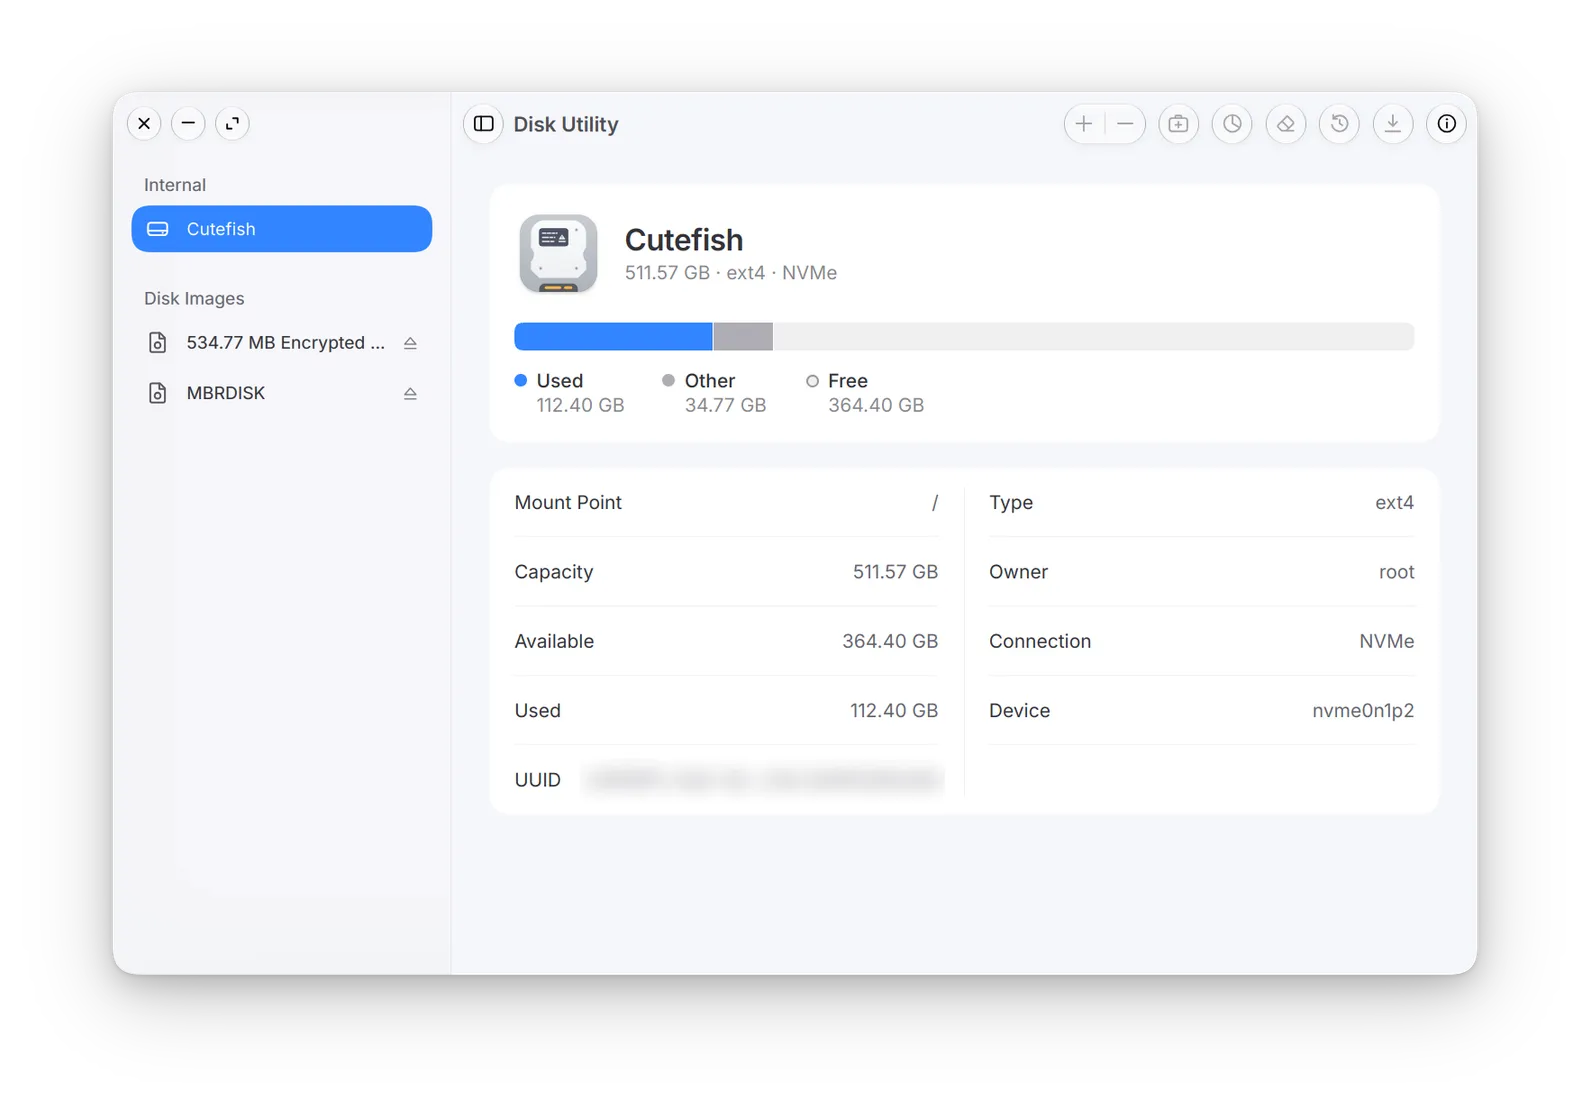 Disk Utility
Internal
Cutefish
Disk Images
534.77 MB Encrypted ...
MBRDISK
Cutefish
511.57 GB · ext4 · NVMe
Used
112.40 GB
Other
34.77 GB
Free
364.40 GB
Mount Point /
Capacity 511.57 GB
Available 364.40 GB
Used 112.40 GB
UUID
Type ext4
Owner root
Connection NVMe
Device nvme0n1p2